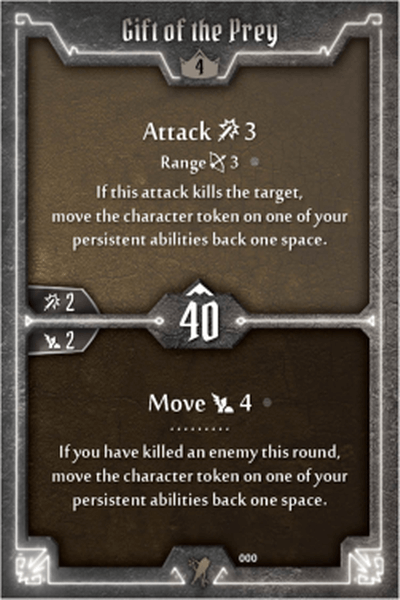 Gift of the Prey
4
Attack 3
Range 3
If this attack kills the target,
move the character token on one of your
persistent abilities back one space.
2
40
2
Move 4
If you have killed an enemy this round,
move the character token on one of your
persistent abilities back one space.
000